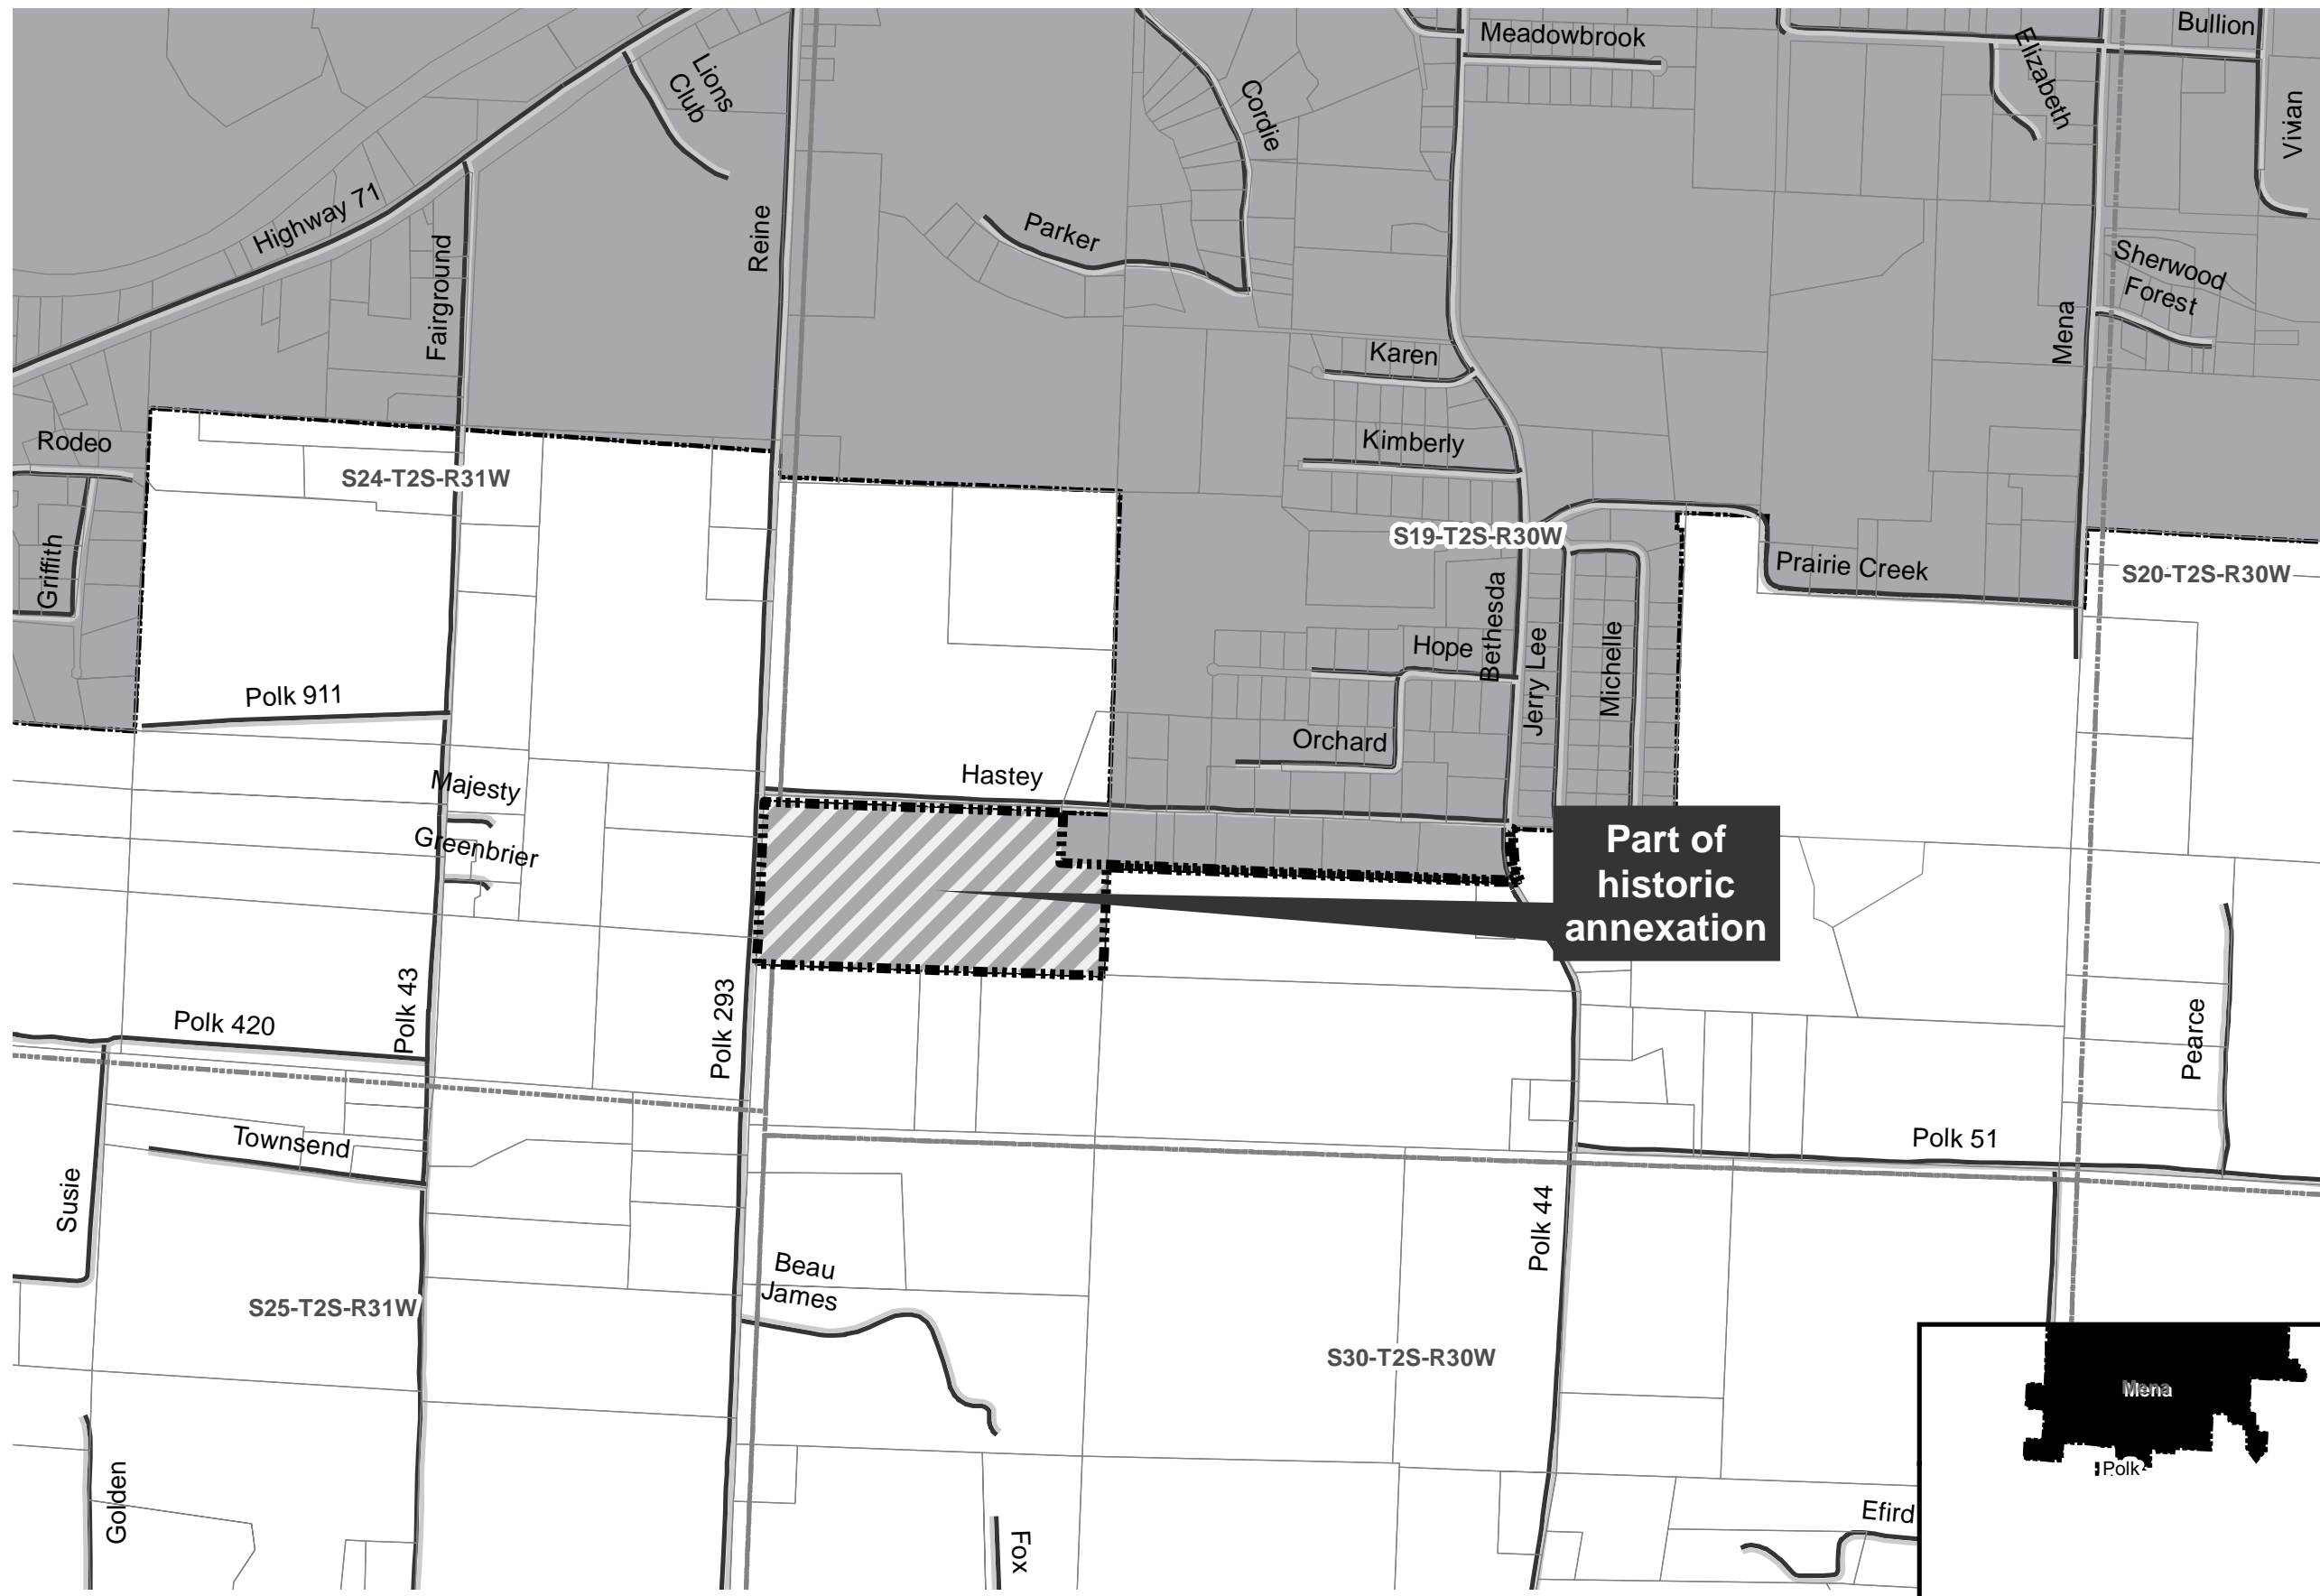 Bullion
Meadowbrook
Elizabeth
Lions
Club
Cordie
Vivian
Highway 71
Reine
Parker
Fairground
Sherwood
Forest
Mena
Karen
Rodeo
Kimberly
S24-T2S-R31W
S19-T2S-R30W
Griffith
Prairie Creek
S20-T2S-R30W
Bethesda
Hope
Jerry Lee
Michelle
Polk 911
Orchard
Hastey
Majesty
Greenbrier
Part of
historic
annexation
Polk 43
Polk 293
Polk 420
Pearce
Townsend
Polk 51
Susie
Polk 44
Beau
James
S25-T2S-R31W
S30-T2S-R30W
Mena
Polk
Golden
Fox
Efird